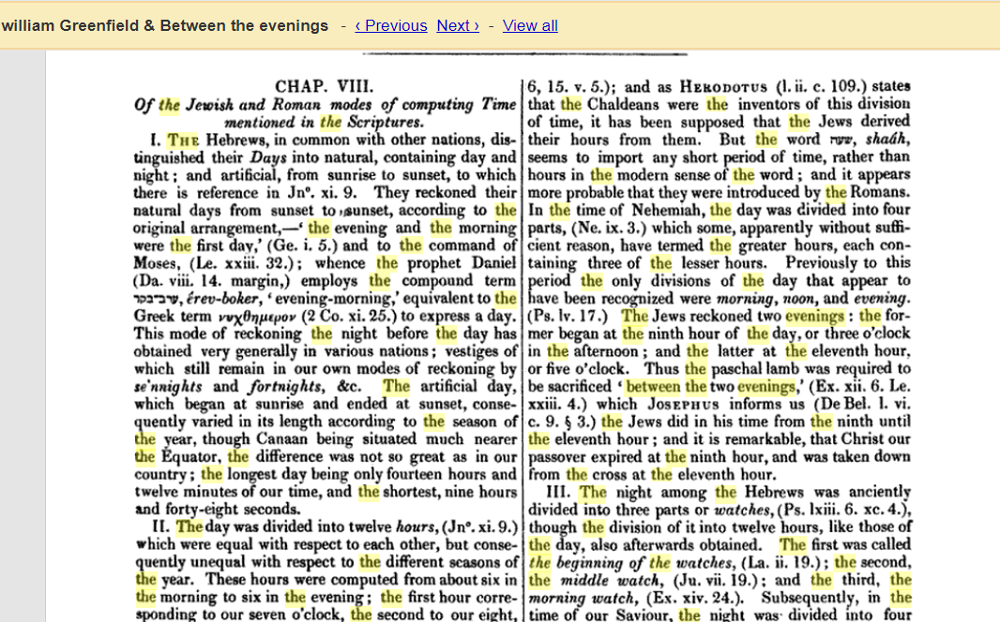 william Greenfield & Between the evenings - ‹ Previous Next › - View all
CHAP. VIII.
Of the Jewish and Roman modes of computing Time
mentioned in the Scriptures.
I. THE Hebrews, in common with other nations, dis-
tinguished their Days into natural, containing day and
night; and artificial, from sunrise to sunset, to which
there is reference in Jnº. xi. 9. They reckoned their
natural days from sunset to sunset, according to the
original arrangement,—‘ the evening and the morning
were the first day,’ (Ge. i. 5.) and to the command of
Moses, (Le. xxiii. 32.); whence the prophet Daniel
(Da. viii. 14. margin,) employs the compound term
érev-boker, ‘ evening-morning,’ equivalent to the
Greek term νυχθημερον (2 Co. xi. 25.) to express a day.
This mode of reckoning the night before the day has
obtained very generally in various nations; vestiges of
which still remain in our own modes of reckoning by
se'nnights and fortnights, &c. The artificial day,
which began at sunrise and ended at sunset, conse-
quently varied in its length according to the season of
the year, though Canaan being situated much nearer
the Equator, the difference was not so great as in our
country; the longest day being only fourteen hours and
twelve minutes of our time, and the shortest, nine hours
and forty-eight seconds.
II. The day was divided into twelve hours, (Jnº. xi. 9.)
which were equal with respect to each other, but conse-
quently unequal with respect to the different seasons of
the year. These hours were computed from about six in
the morning to six in the evening; the first hour corre-
sponding to our seven o'clock, the second to our eight,
6, 15. v. 5.); and as HERODOTUS (l. ii. c. 109.) states
that the Chaldeans were the inventors of this division
of time, it has been supposed that the Jews derived
their hours from them. But the word shaáh,
seems to import any short period of time, rather than
hours in the modern sense of the word; and it appears
more probable that they were introduced by the Romans.
In the time of Nehemiah, the day was divided into four
parts, (Ne. ix. 3.) which some, apparently without suffi-
cient reason, have termed the greater hours, each con-
taining three of the lesser hours. Previously to this
period the only divisions of the day that appear to
have been recognized were morning, noon, and evening.
(Ps. lv. 17.) The Jews reckoned two evenings: the for-
mer began at the ninth hour of the day, or three o'clock
in the afternoon; and the latter at the eleventh hour,
or five o'clock. Thus the paschal lamb was required to
be sacrificed ‘ between the two evenings,’ (Ex. xii. 6. Le.
xxiii. 4.) which JOSEPHUS informs us (De Bel. l. vi.
c. 9. § 3.) the Jews did in his time from the ninth until
the eleventh hour; and it is remarkable, that Christ our
passover expired at the ninth hour, and was taken down
from the cross at the eleventh hour.
III. The night among the Hebrews was anciently
divided into three parts or watches, (Ps. lxiii. 6. xc. 4.),
though the division of it into twelve hours, like those of
the day, also afterwards obtained. The first was called
the beginning of the watches, (La. ii. 19.); the second,
the middle watch, (Ju. vii. 19.); and the third, the
morning watch, (Ex. xiv. 24.). Subsequently, in the
time of our Saviour, the night was divided into four